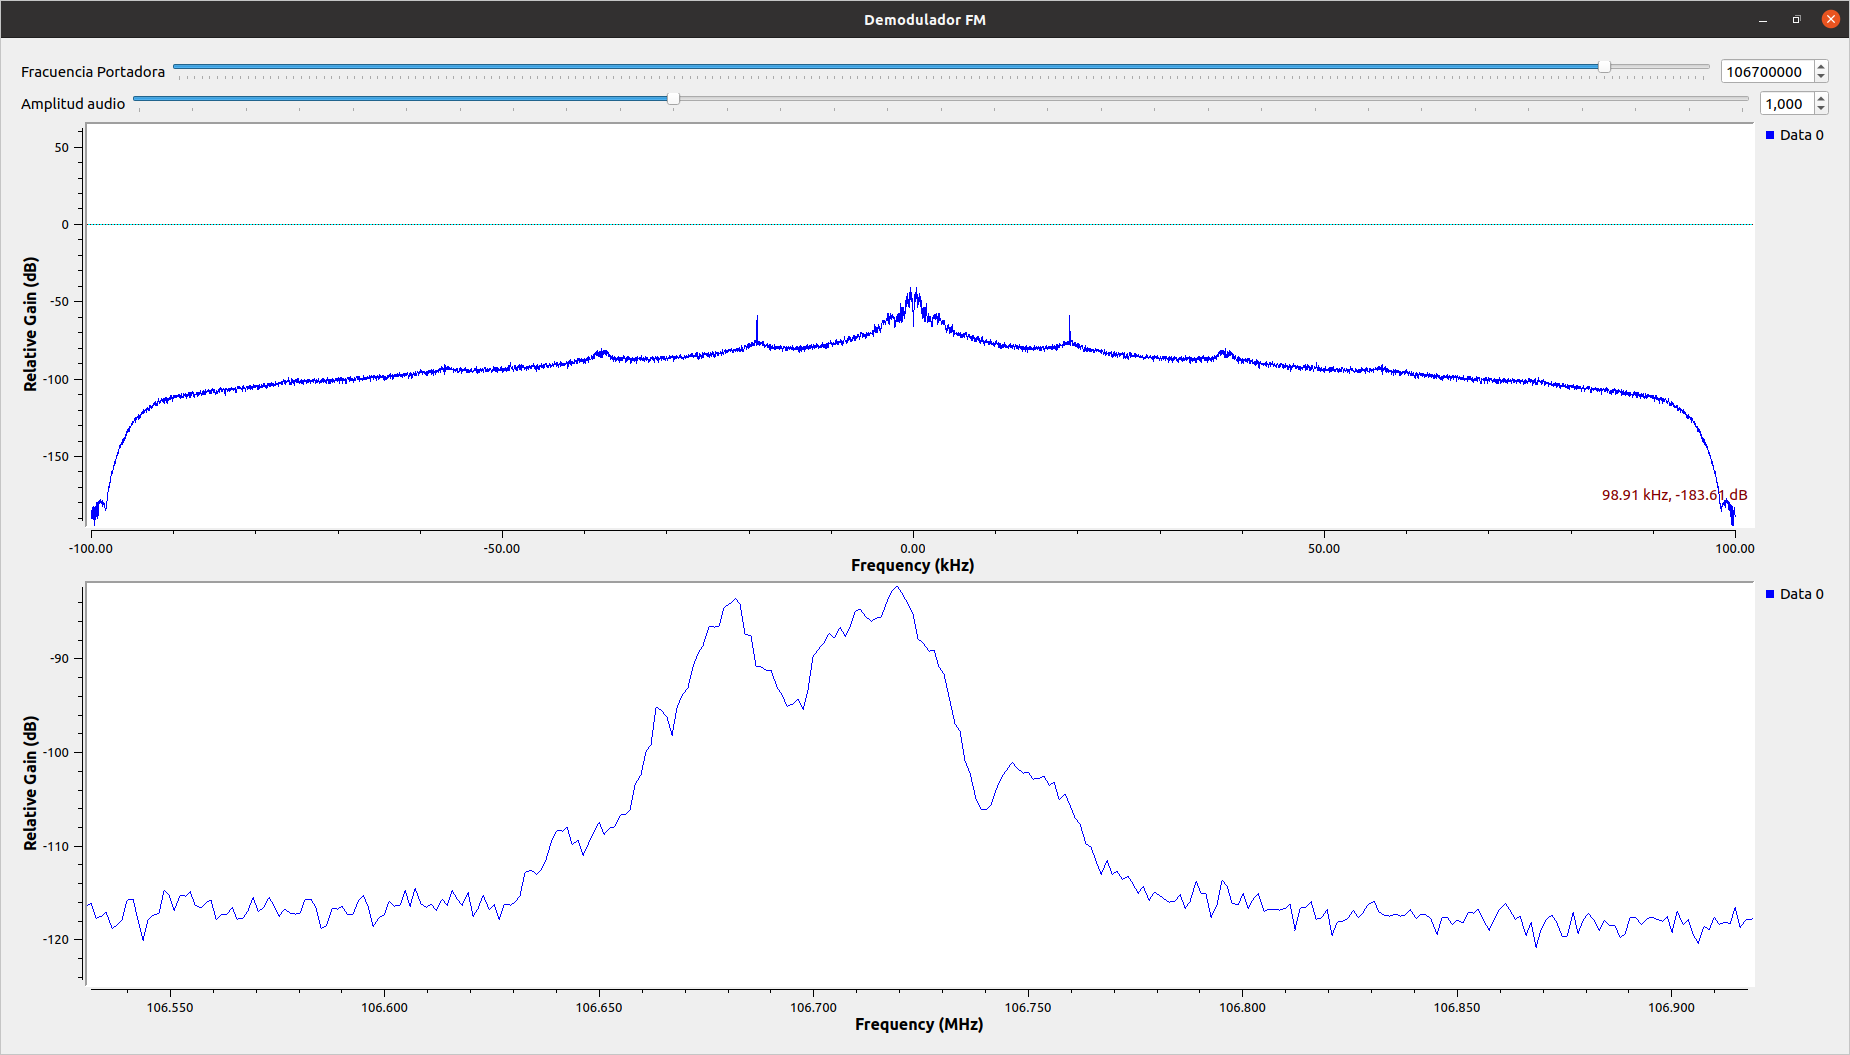 Demodulador FM
Fracuencia Portadora
106700000
Amplitud audio
1,000
Data 0
50
0
-50
-100
-150
Relative Gain (dB)
98.91 kHz, -183.61 dB
-100.00 -50.00 0.00 50.00 100.00
Frequency (kHz)
Data 0
-90
-100
-110
-120
Relative Gain (dB)
106.550 106.600 106.650 106.700 106.750 106.800 106.850 106.900
Frequency (MHz)